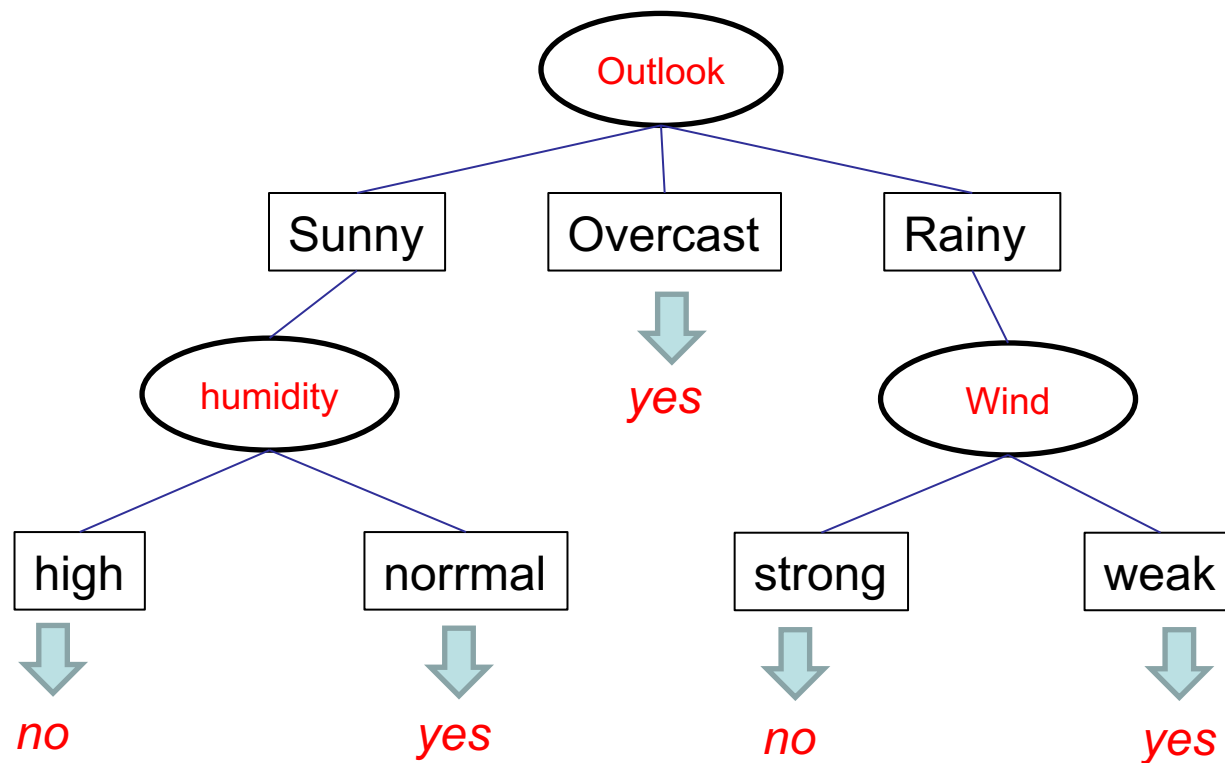 Outlook
Sunny
Overcast
Rainy
humidity
yes
Wind
high
norrmal
strong
weak
no
yes
no
yes